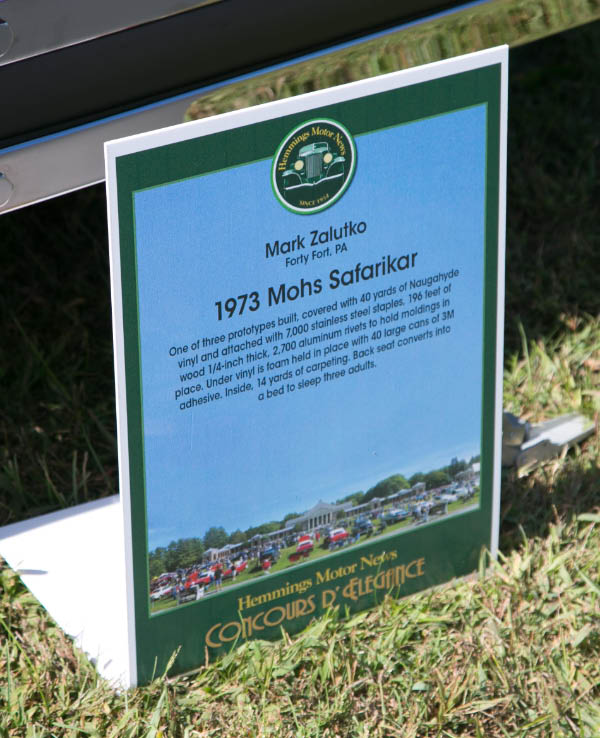 Hemmings Motor News
SINCE 1954
Mark Zalutko
Forty Fort, PA
1973 Mohs Safarikar
One of three prototypes built, covered with 40 yards of Naugahyde
vinyl and attached with 7,000 stainless steel staples. 196 feet of
wood 1/4-inch thick, 2,700 aluminum rivets to hold moldings in
place. Under vinyl is foam held in place with 40 large cans of 3M
adhesive. Inside, 14 yards of carpeting. Back seat converts into
a bed to sleep three adults.
Hemmings Motor News
CONCOURS D' ELEGANCE